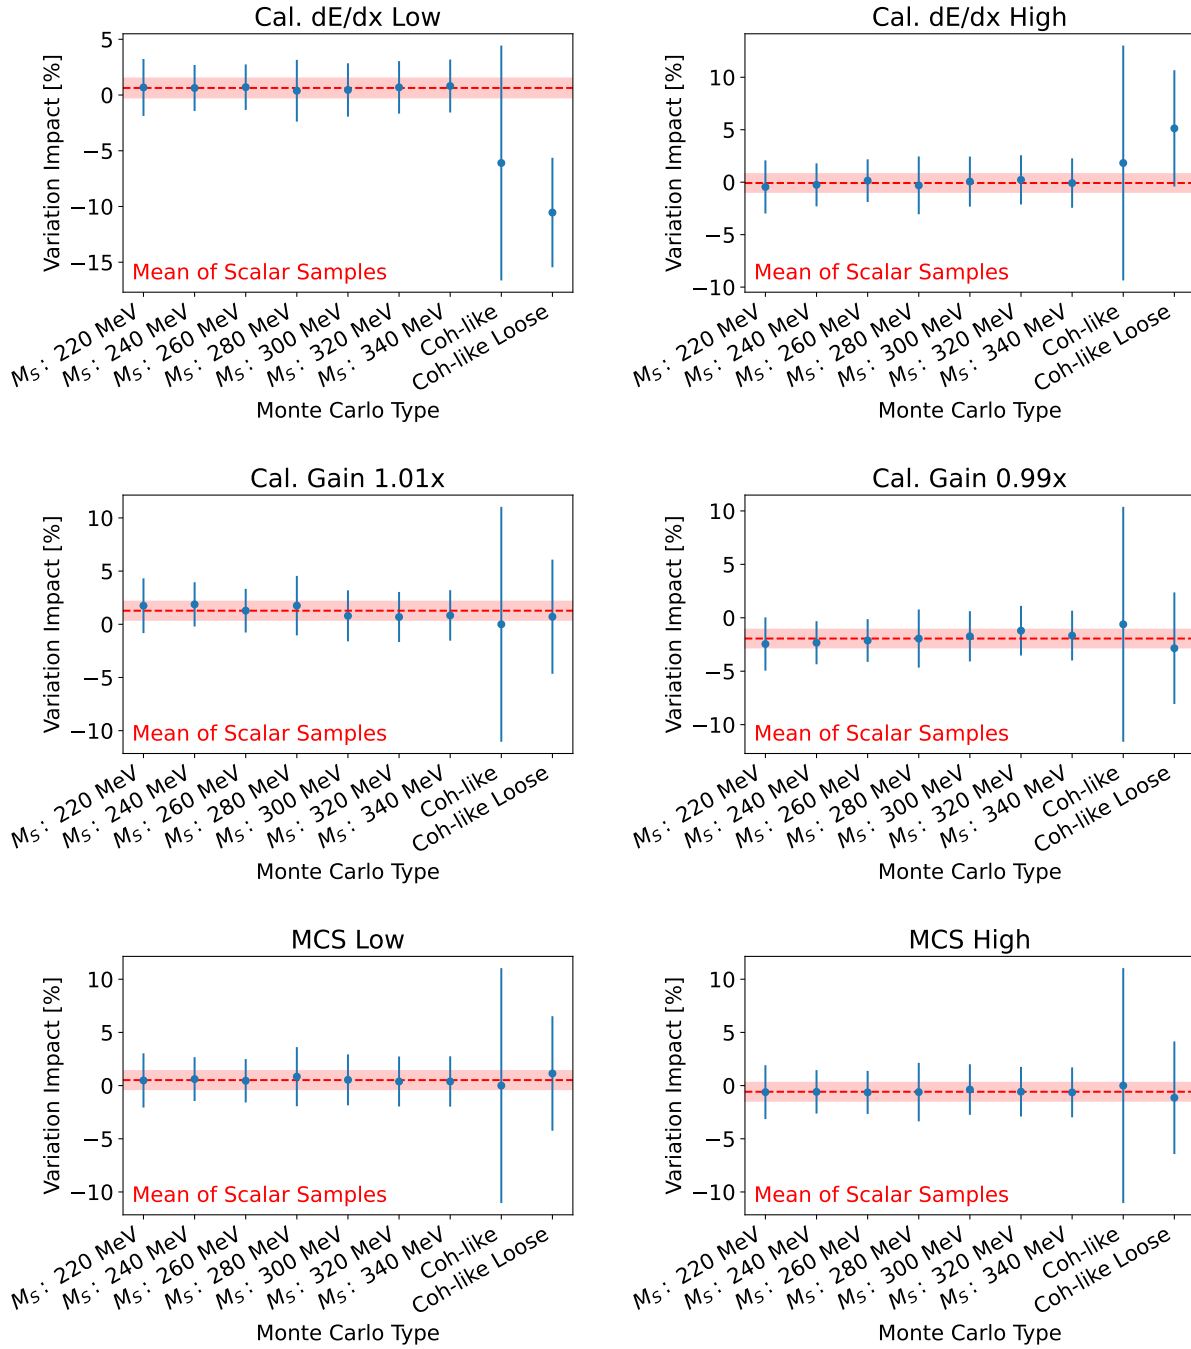 Cal. dE/dx Low
Variation Impact [%]
5
0
−5
−10
−15
Mean of Scalar Samples
M_S: 220 MeV
M_S: 240 MeV
M_S: 260 MeV
M_S: 280 MeV
M_S: 300 MeV
M_S: 320 MeV
M_S: 340 MeV
Coh-like
Coh-like Loose
Monte Carlo Type
Cal. dE/dx High
Variation Impact [%]
10
5
0
−5
−10
Mean of Scalar Samples
M_S: 220 MeV
M_S: 240 MeV
M_S: 260 MeV
M_S: 280 MeV
M_S: 300 MeV
M_S: 320 MeV
M_S: 340 MeV
Coh-like
Coh-like Loose
Monte Carlo Type
Cal. Gain 1.01x
Variation Impact [%]
10
5
0
−5
−10
Mean of Scalar Samples
M_S: 220 MeV
M_S: 240 MeV
M_S: 260 MeV
M_S: 280 MeV
M_S: 300 MeV
M_S: 320 MeV
M_S: 340 MeV
Coh-like
Coh-like Loose
Monte Carlo Type
Cal. Gain 0.99x
Variation Impact [%]
10
5
0
−5
−10
Mean of Scalar Samples
M_S: 220 MeV
M_S: 240 MeV
M_S: 260 MeV
M_S: 280 MeV
M_S: 300 MeV
M_S: 320 MeV
M_S: 340 MeV
Coh-like
Coh-like Loose
Monte Carlo Type
MCS Low
Variation Impact [%]
10
5
0
−5
−10
Mean of Scalar Samples
M_S: 220 MeV
M_S: 240 MeV
M_S: 260 MeV
M_S: 280 MeV
M_S: 300 MeV
M_S: 320 MeV
M_S: 340 MeV
Coh-like
Coh-like Loose
Monte Carlo Type
MCS High
Variation Impact [%]
10
5
0
−5
−10
Mean of Scalar Samples
M_S: 220 MeV
M_S: 240 MeV
M_S: 260 MeV
M_S: 280 MeV
M_S: 300 MeV
M_S: 320 MeV
M_S: 340 MeV
Coh-like
Coh-like Loose
Monte Carlo Type